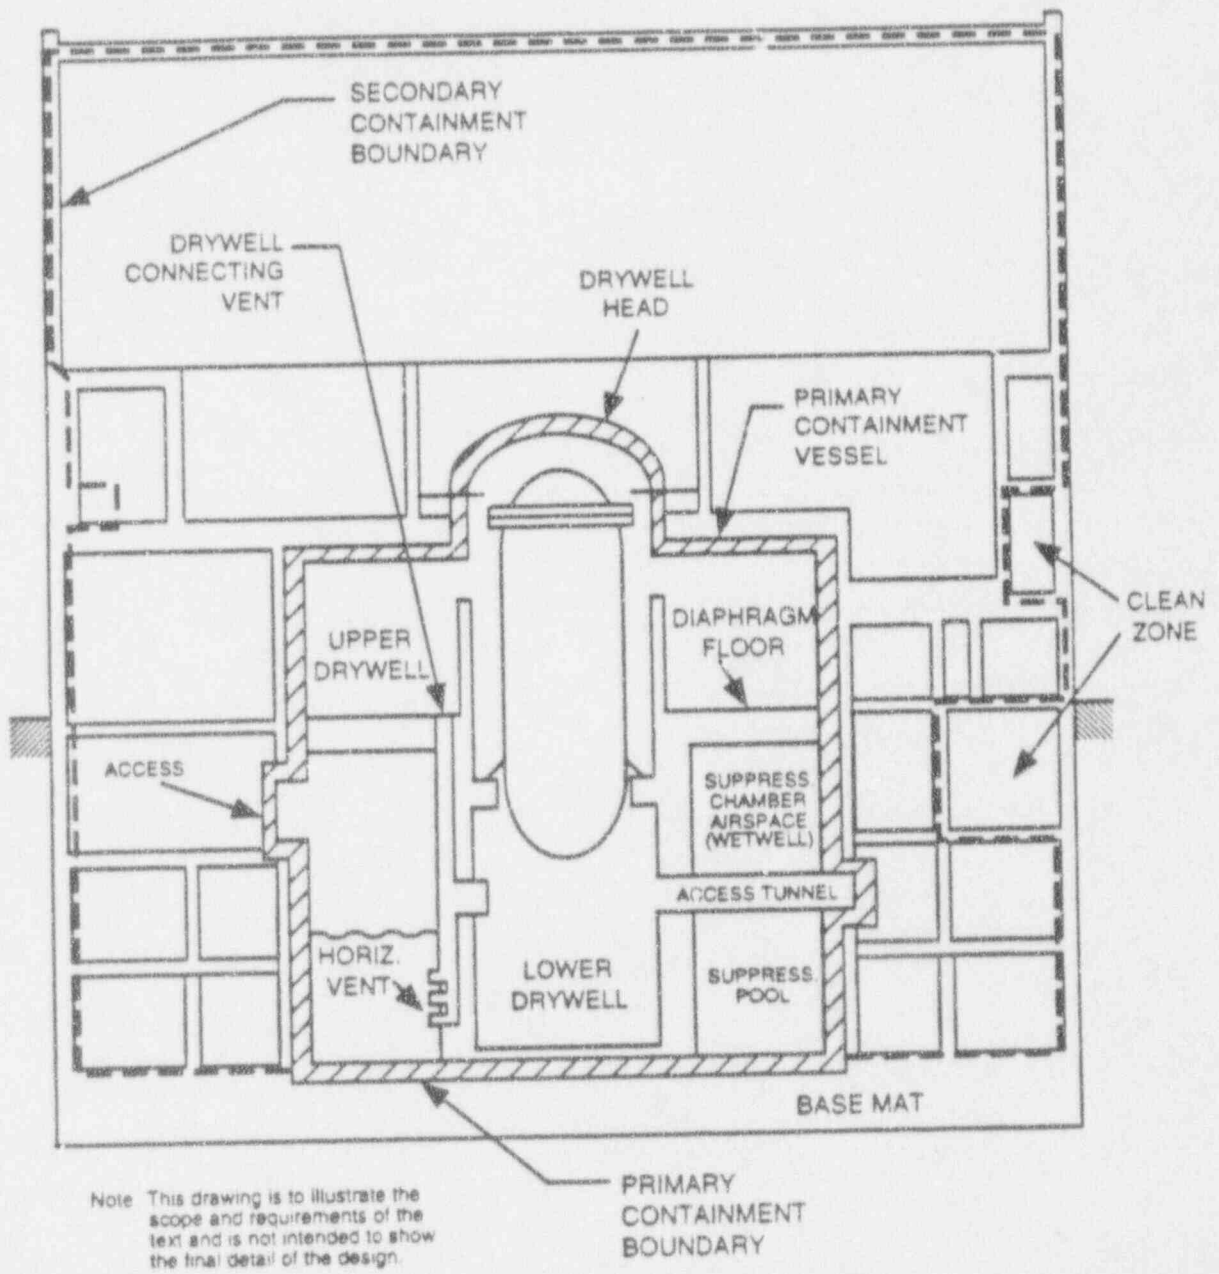 SECONDARY
CONTAINMENT
BOUNDARY
DRYWELL
CONNECTING
VENT
DRYWELL
HEAD
PRIMARY
CONTAINMENT
VESSEL
CLEAN
ZONE
UPPER
DRYWELL
DIAPHRAGM
FLOOR
ACCESS
SUPPRESS.
CHAMBER
AIRSPACE
(WETWELL)
ACCESS TUNNEL
HORIZ.
VENT
LOWER
DRYWELL
SUPPRESS.
POOL
BASE MAT
PRIMARY
CONTAINMENT
BOUNDARY
Note This drawing is to illustrate the
scope and requirements of the
text and is not intended to show
the final detail of the design.